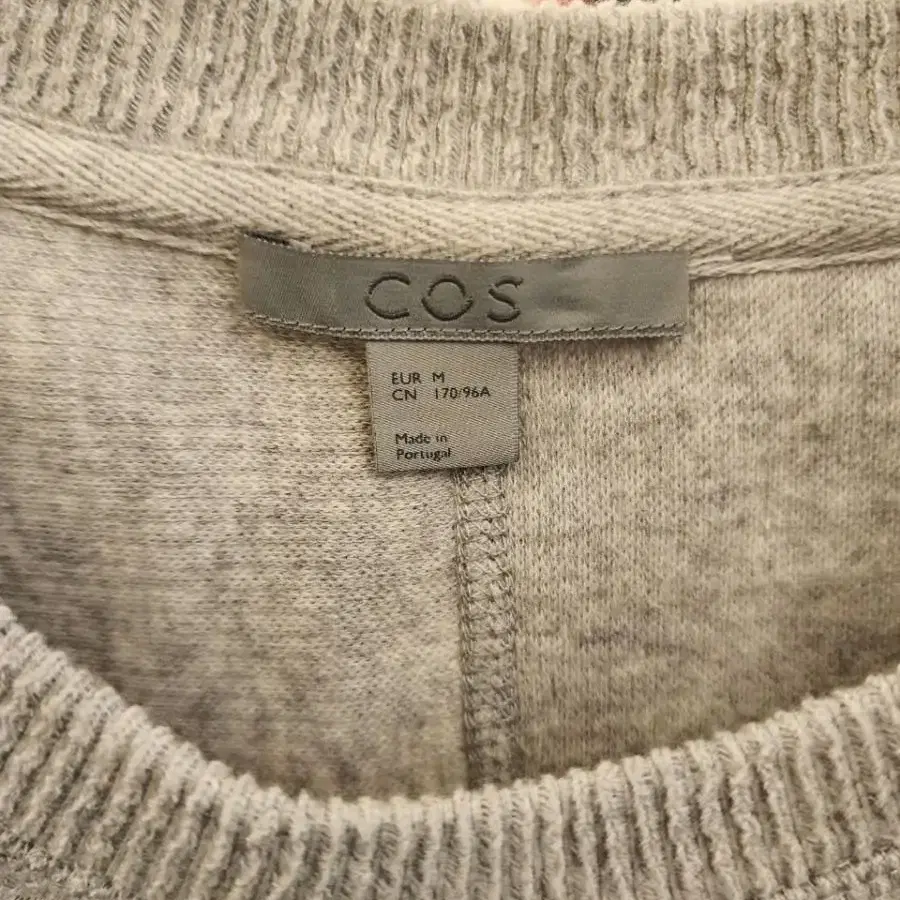 COS
EUR M
CN 170/96A
Made in
Portugal